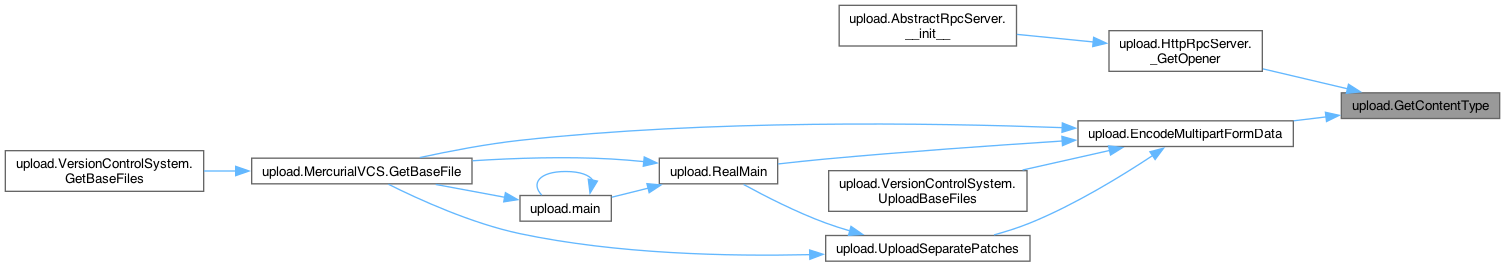 upload.AbstractRpcServer.
__init__
upload.HttpRpcServer.
_GetOpener
upload.GetContentType
upload.EncodeMultipartFormData
upload.VersionControlSystem.
GetBaseFiles
upload.MercurialVCS.GetBaseFile
upload.RealMain
upload.VersionControlSystem.
UploadBaseFiles
upload.main
upload.UploadSeparatePatches